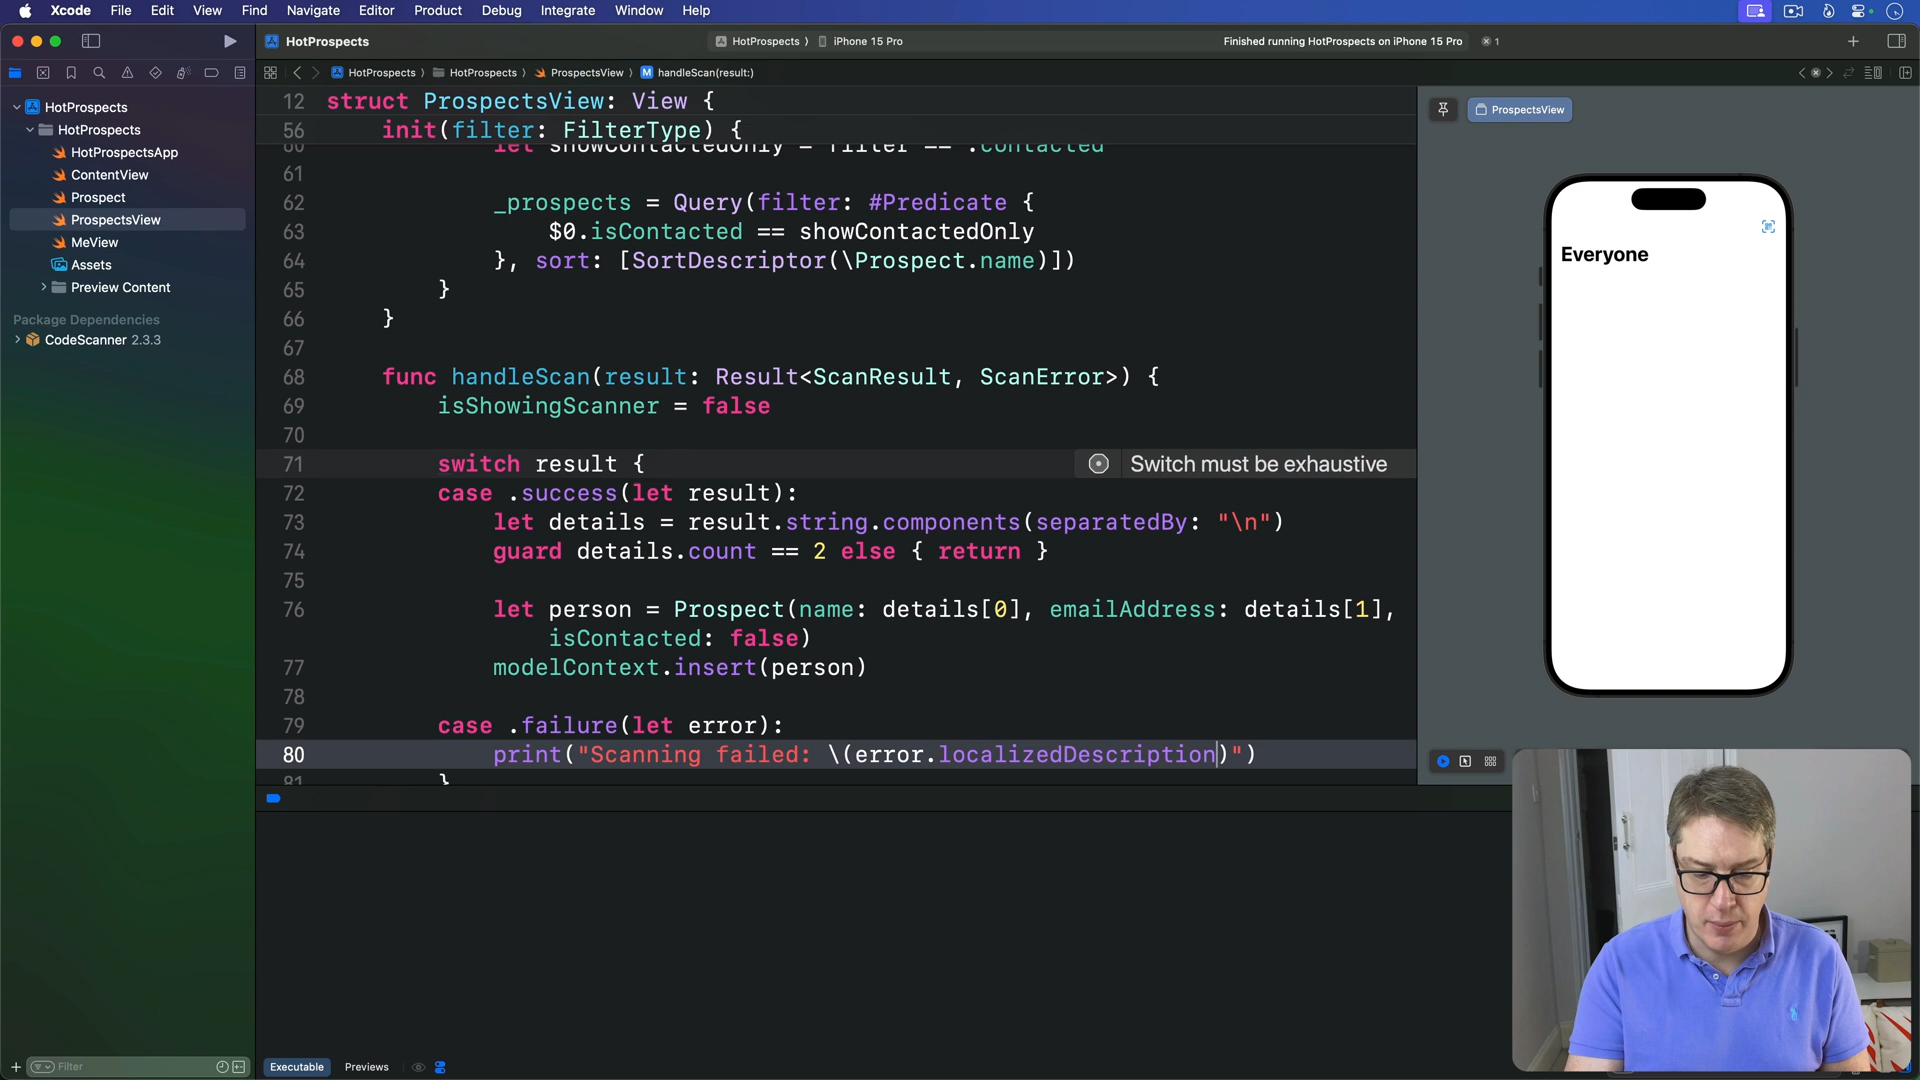 Xcode File Edit View Find Navigate Editor Product Debug Integrate Window Help
HotProspects
HotProspects ⟩ iPhone 15 Pro
Finished running HotProspects on iPhone 15 Pro
1
HotProspects ⟩ HotProspects ⟩ ProspectsView ⟩ M handleScan(result:)
HotProspects
HotProspects
HotProspectsApp
ContentView
Prospect
ProspectsView
MeView
Assets
Preview Content
Package Dependencies
CodeScanner 2.3.3
Filter
12 struct ProspectsView: View {
56 init(filter: FilterType) {
60 let showContactedOnly = filter == .contacted
61
62 _prospects = Query(filter: #Predicate {
63 $0.isContacted == showContactedOnly
64 }, sort: [SortDescriptor(\Prospect.name)])
65 }
66 }
67
68 func handleScan(result: Result<ScanResult, ScanError>) {
69 isShowingScanner = false
70
71 switch result {
Switch must be exhaustive
72 case .success(let result):
73 let details = result.string.components(separatedBy: "\n")
74 guard details.count == 2 else { return }
75
76 let person = Prospect(name: details[0], emailAddress: details[1],
isContacted: false)
77 modelContext.insert(person)
78
79 case .failure(let error):
80 print("Scanning failed: \(error.localizedDescription)")
81 }
ProspectsView
Everyone
Executable Previews